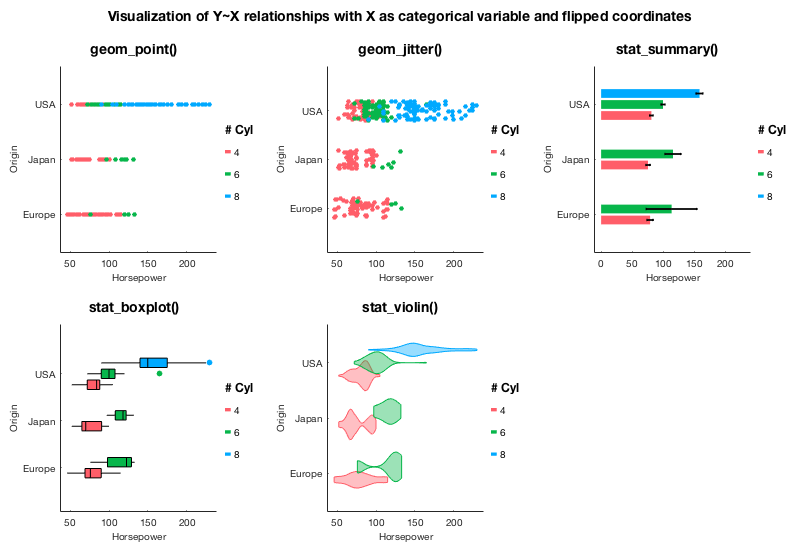 Visualization of Y~X relationships with X as categorical variable and flipped coordinates
geom_point()
USA
Japan
Europe
Origin
50 100 150 200
Horsepower
# Cyl
4
6
8
geom_jitter()
USA
Japan
Europe
Origin
50 100 150 200
Horsepower
# Cyl
4
6
8
stat_summary()
USA
Japan
Europe
Origin
0 50 100 150 200
Horsepower
# Cyl
4
6
8
stat_boxplot()
USA
Japan
Europe
Origin
50 100 150 200
Horsepower
# Cyl
4
6
8
stat_violin()
USA
Japan
Europe
Origin
50 100 150 200
Horsepower
# Cyl
4
6
8